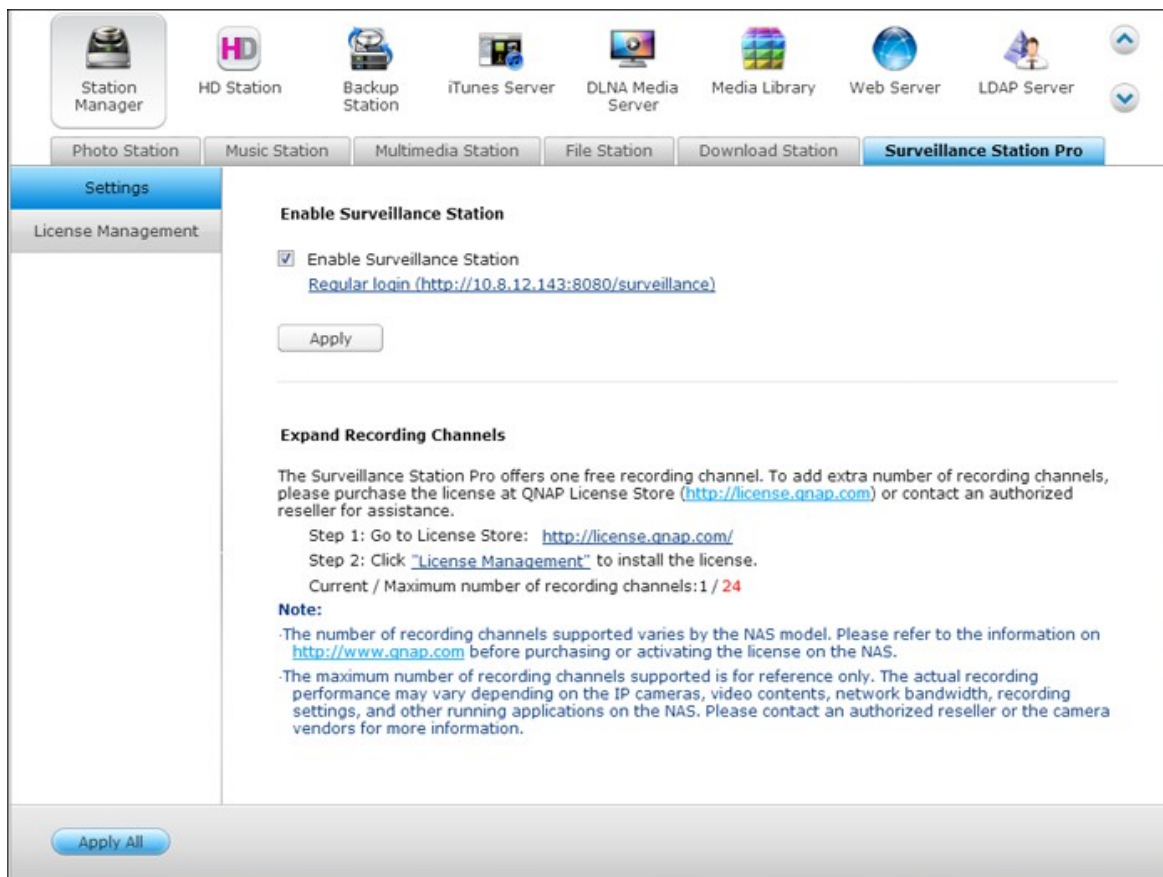 HD
Station
Manager
HD Station
Backup
Station
iTunes Server
DLNA Media
Server
Media Library
Web Server
LDAP Server
Photo Station
Music Station
Multimedia Station
File Station
Download Station
Surveillance Station Pro
Settings
License Management
Enable Surveillance Station
Enable Surveillance Station
Regular login (http://10.8.12.143:8080/surveillance)
Apply
Expand Recording Channels
The Surveillance Station Pro offers one free recording channel. To add extra number of recording channels,
please purchase the license at QNAP License Store (http://license.qnap.com) or contact an authorized
reseller for assistance.
Step 1: Go to License Store: http://license.qnap.com/
Step 2: Click "License Management" to install the license.
Current / Maximum number of recording channels:1 / 24
Note:
·The number of recording channels supported varies by the NAS model. Please refer to the information on
http://www.qnap.com before purchasing or activating the license on the NAS.
·The maximum number of recording channels supported is for reference only. The actual recording
performance may vary depending on the IP cameras, video contents, network bandwidth, recording
settings, and other running applications on the NAS. Please contact an authorized reseller or the camera
vendors for more information.
Apply All